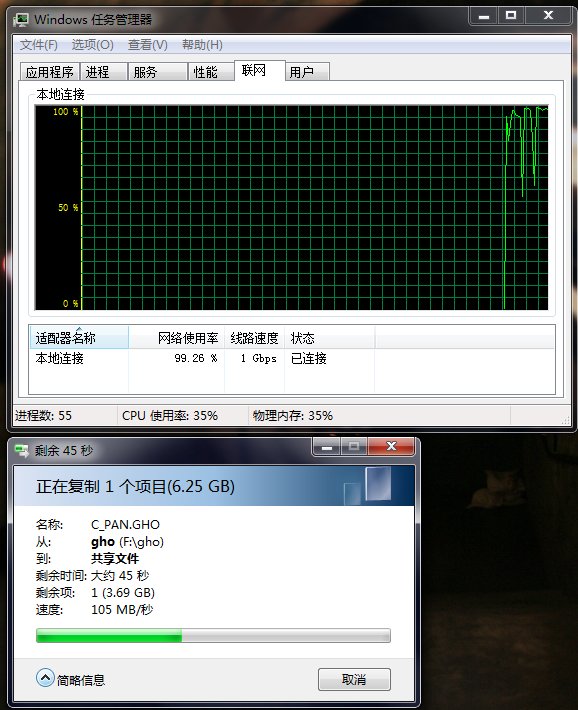 Windows 任务管理器
文件(F) 选项(O) 查看(V) 帮助(H)
应用程序 进程 服务 性能 联网 用户
本地连接
100 %
50 %
0 %
适配器名称 网络使用率 线路速度 状态
本地连接 99.26 % 1 Gbps 已连接
进程数: 55 CPU 使用率: 35% 物理内存: 35%
剩余 45 秒
正在复制 1 个项目(6.25 GB)
名称: C_PAN.GHO
从: gho (F:\gho)
到: 共享文件
剩余时间: 大约 45 秒
剩余项: 1 (3.69 GB)
速度: 105 MB/秒
简略信息 取消